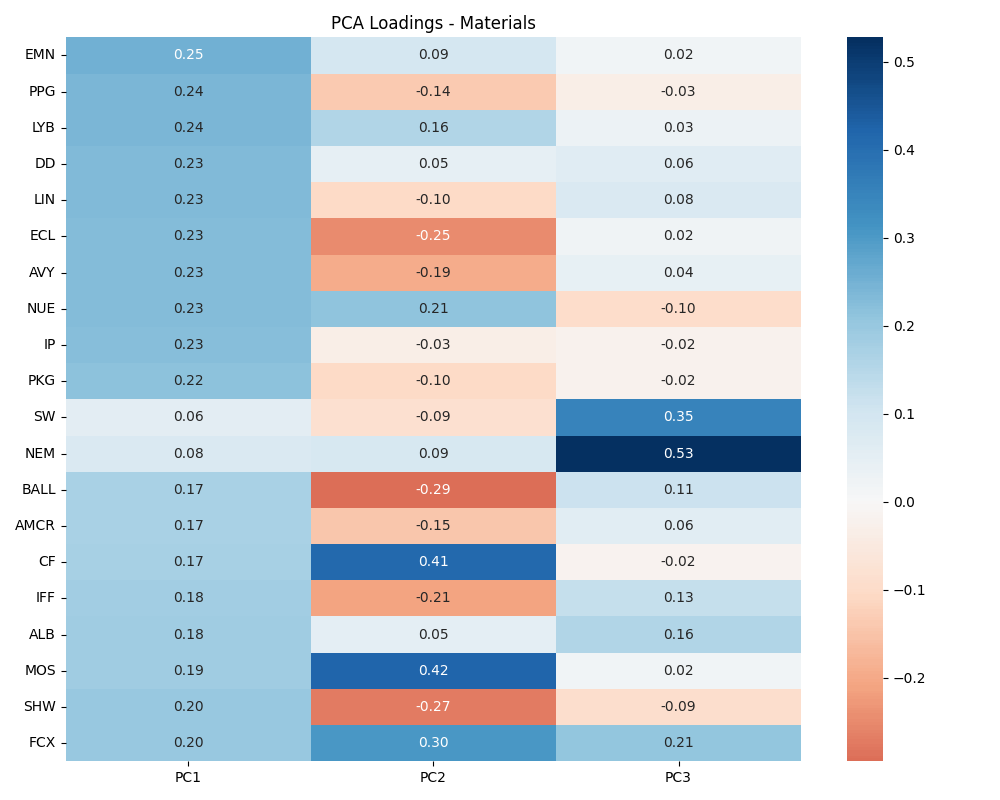 PCA Loadings - Materials
EMN 0.25 0.09 0.02
PPG 0.24 -0.14 -0.03
LYB 0.24 0.16 0.03
DD 0.23 0.05 0.06
LIN 0.23 -0.10 0.08
ECL 0.23 -0.25 0.02
AVY 0.23 -0.19 0.04
NUE 0.23 0.21 -0.10
IP 0.23 -0.03 -0.02
PKG 0.22 -0.10 -0.02
SW 0.06 -0.09 0.35
NEM 0.08 0.09 0.53
BALL 0.17 -0.29 0.11
AMCR 0.17 -0.15 0.06
CF 0.17 0.41 -0.02
IFF 0.18 -0.21 0.13
ALB 0.18 0.05 0.16
MOS 0.19 0.42 0.02
SHW 0.20 -0.27 -0.09
FCX 0.20 0.30 0.21
PC1 PC2 PC3
0.5
0.4
0.3
0.2
0.1
0.0
−0.1
−0.2